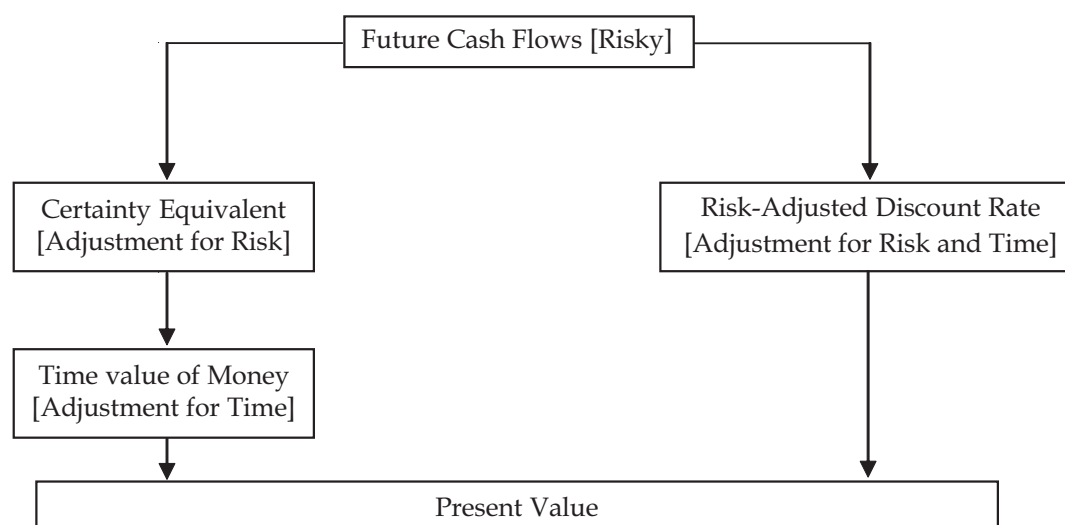 Future Cash Flows [Risky]
Certainty Equivalent
[Adjustment for Risk]
Risk-Adjusted Discount Rate
[Adjustment for Risk and Time]
Time value of Money
[Adjustment for Time]
Present Value